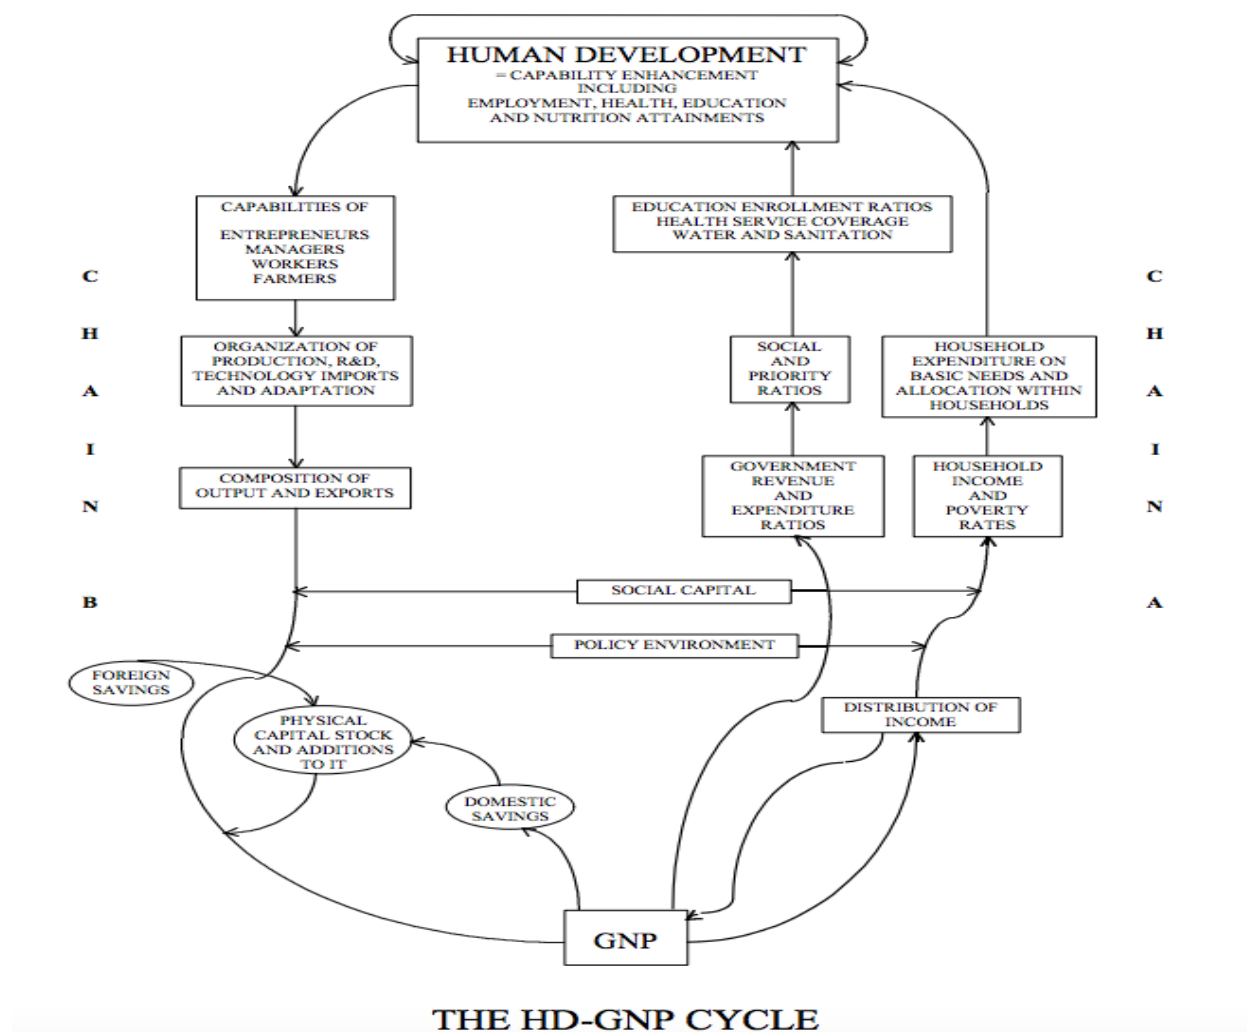 HUMAN DEVELOPMENT
= CAPABILITY ENHANCEMENT
INCLUDING
EMPLOYMENT, HEALTH, EDUCATION
AND NUTRITION ATTAINMENTS
CAPABILITIES OF
ENTREPRENEURS
MANAGERS
WORKERS
FARMERS
EDUCATION ENROLLMENT RATIOS
HEALTH SERVICE COVERAGE
WATER AND SANITATION
C
H
A
I
N
B
C
H
A
I
N
A
ORGANIZATION OF
PRODUCTION, R&D,
TECHNOLOGY IMPORTS
AND ADAPTATION
SOCIAL
AND
PRIORITY
RATIOS
HOUSEHOLD
EXPENDITURE ON
BASIC NEEDS AND
ALLOCATION WITHIN
HOUSEHOLDS
COMPOSITION OF
OUTPUT AND EXPORTS
GOVERNMENT
REVENUE
AND
EXPENDITURE
RATIOS
HOUSEHOLD
INCOME
AND
POVERTY
RATES
SOCIAL CAPITAL
POLICY ENVIRONMENT
FOREIGN
SAVINGS
PHYSICAL
CAPITAL STOCK
AND ADDITIONS
TO IT
DISTRIBUTION OF
INCOME
DOMESTIC
SAVINGS
GNP
THE HD-GNP CYCLE